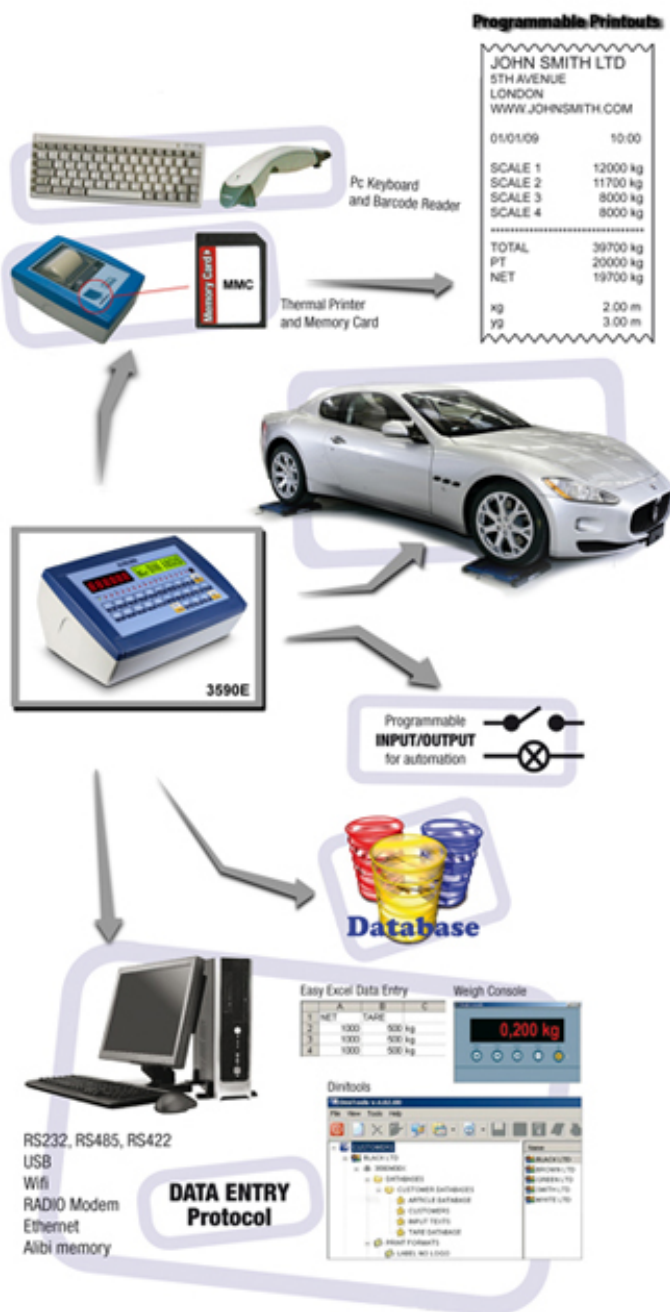 Programmable Printouts
JOHN SMITH LTD
5TH AVENUE
LONDON
WWW.JOHNSMITH.COM
01/01/09 10:00
SCALE 1 12000 kg
SCALE 2 11700 kg
SCALE 3 8000 kg
SCALE 4 8000 kg
TOTAL 39700 kg
PT 20000 kg
NET 19700 kg
xg 2.00 m
yg 3.00 m
Pc Keyboard
and Barcode Reader
Memory Card
MMC
Thermal Printer
and Memory Card
3590E
Programmable
INPUT/OUTPUT
for automation
Database
Easy Excel Data Entry
A B C
1 NET TARE
2 1000 500 kg
3 1000 500 kg
4 1000 500 kg
Weigh Console
0,200 kg
Dinitools
File View Tools Help
CUSTOMERS
BLACK LTD
DATABASES
CUSTOMER DATABASES
ARTICLE DATABASE
CUSTOMERS
INPUT TEXTS
TARE DATABASE
PRINT FORMATS
LABEL NO LOGO
Name
BLACK LTD
BROWN LTD
GREEN LTD
SMITH LTD
WHITE LTD
RS232, RS485, RS422
USB
Wifi
RADIO Modem
Ethernet
Alibi memory
DATA ENTRY
Protocol